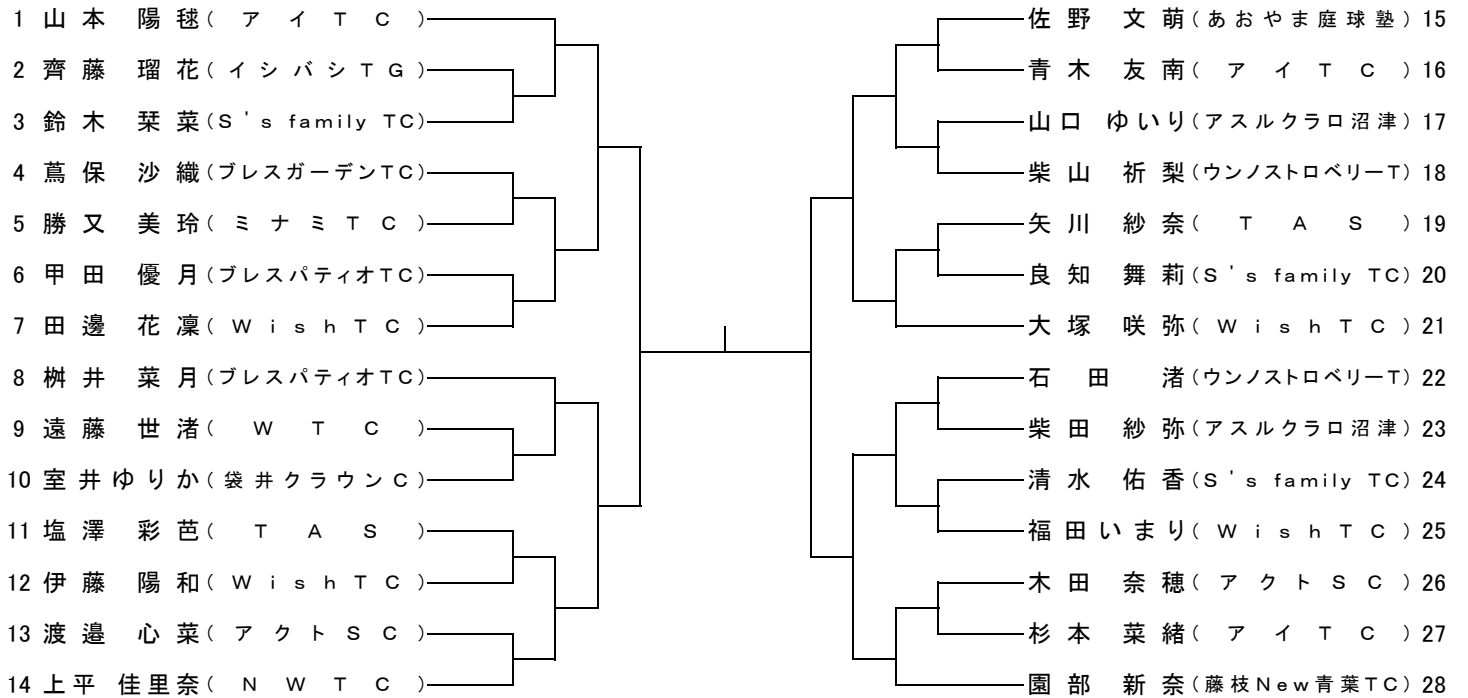 1 山本 陽毬(アイTC)
2 齊藤 瑠花(イシバシTG)
3 鈴木 栞菜(S's family TC)
4 蔦保 沙織(ブレスガーデンTC)
5 勝又 美玲(ミナミTC)
6 甲田 優月(ブレスパティオTC)
7 田邊 花凜(WishTC)
8 桝井 菜月(ブレスパティオTC)
9 遠藤 世渚(WTC)
10 室井ゆりか(袋井クラウンC)
11 塩澤 彩芭(TAS)
12 伊藤 陽和(WishTC)
13 渡邉 心菜(アクトSC)
14 上平 佳里奈(NWTC)
佐野 文萌(あおやま庭球塾) 15
青木 友南(アイTC) 16
山口 ゆいり(アスルクラロ沼津) 17
柴山 祈梨(ウンノストロベリーT) 18
矢川 紗奈(TAS) 19
良知 舞莉(S's family TC) 20
大塚 咲弥(WishTC) 21
石田 渚(ウンノストロベリーT) 22
柴田 紗弥(アスルクラロ沼津) 23
清水 佑香(S's family TC) 24
福田いまり(WishTC) 25
木田 奈穂(アクトSC) 26
杉本 菜緒(アイTC) 27
園部 新奈(藤枝New青葉TC) 28